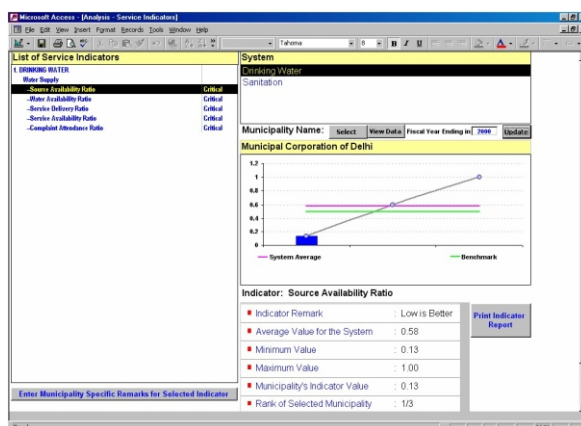 Microsoft Access - [Analysis - Service Indicators]
File Edit View Insert Format Records Tools Window Help
Tahoma 8 B I U
List of Service Indicators
1. DRINKING WATER
Water Supply
--Source Availability Ratio Critical
--Water Availability Ratio Critical
--Service Delivery Ratio Critical
--Service Availability Ratio Critical
--Complaint Attendance Ratio Critical
Enter Municipality Specific Remarks for Selected Indicator
System
Drinking Water
Sanitation
Municipality Name: Select View Data Fiscal Year Ending in 2000 Update
Municipal Corporation of Delhi
1.2
1
0.8
0.6
0.4
0.2
0
System Average Benchmark
Indicator: Source Availability Ratio
Indicator Remark : Low is Better
Average Value for the System : 0.58
Minimum Value : 0.13
Maximum Value : 1.00
Municipality's Indicator Value : 0.13
Rank of Selected Municipality : 1/3
Print Indicator
Report